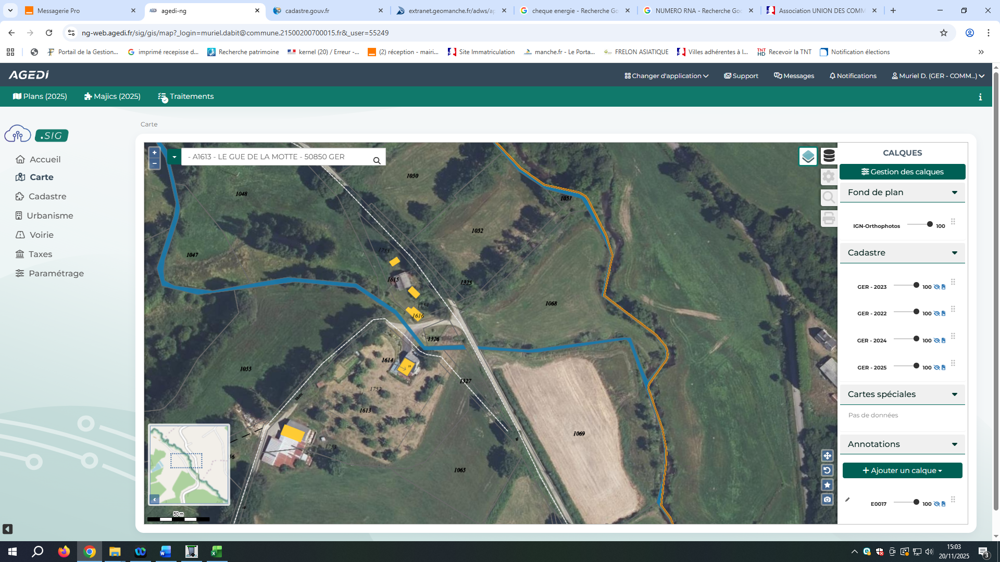 Messagerie Pro
agedi-ng
cadastre.gouv.fr
extranet.geomanche.fr/adws/ap
cheque energie - Recherche Go
NUMERO RNA - Recherche Goo
Association UNION DES COMM
ng-web.agedi.fr/sig/gis/map?_login=muriel.dabit@commune.21500200700015.fr&_user=55249
Portail de la Gestion...
imprimé recepisse d...
Recherche patrimoine
kernel (20) / Erreur -...
(2) réception - mairi...
Site Immatriculation
manche.fr - Le Porta...
FRELON ASIATIQUE
Villes adhérentes à l...
TNT HD Recevoir la TNT
Notification élections
AGEDI
Changer d'application
Support
Messages
Notifications
Muriel D. (GER - COMM...)
Plans (2025)
Majics (2025)
Traitements
.SIG
Accueil
Carte
Cadastre
Urbanisme
Voirie
Taxes
Paramétrage
Carte
- A1613 - LE GUE DE LA MOTTE - 50850 GER
1050
1048
1051
1052
1047
1753
1615
1325
1754
1068
1616
1326
1614
1055
1327
1752
1613
1069
1753
1065
50 m
CALQUES
Gestion des calques
Fond de plan
IGN-Orthophotos 100
Cadastre
GER - 2023 100
GER - 2022 100
GER - 2024 100
GER - 2025 100
Cartes spéciales
Pas de données
Annotations
+ Ajouter un calque
E0017 100
15:03
20/11/2025
3